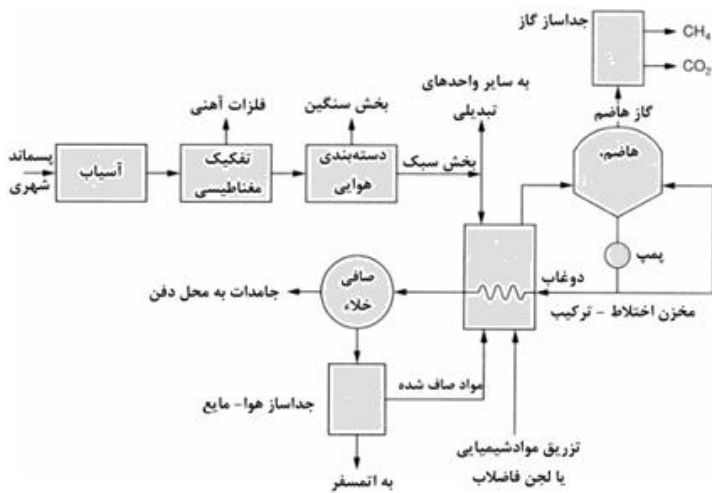 جداساز گاز
CH₄
CO₂
گاز هاضم
هاضم،
پمپ
به سایر واحدهای
تبدیلی
بخش سنگین
فلزات آهنی
پسماند
شهری
آسیاب
تفکیک
مغناطیسی
دسته‌بندی
هوایی
بخش سبک
دوغاب
مخزن اختلاط - ترکیب
صافی
خلاء
جامدات به محل دفن
مواد صاف شده
جداساز هوا- مایع
به اتمسفر
تزریق موادشیمیایی
یا لجن فاضلاب